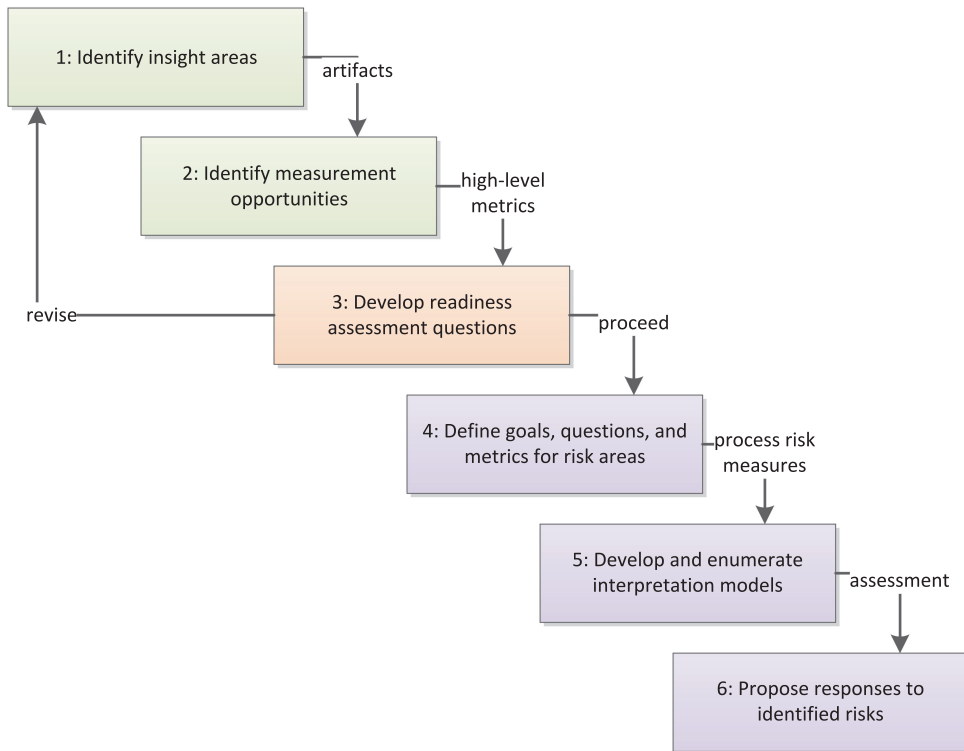 1: Identify insight areas
artifacts
2: Identify measurement
opportunities
high-level
metrics
3: Develop readiness
assessment questions
revise
proceed
4: Define goals, questions, and
metrics for risk areas
process risk
measures
5: Develop and enumerate
interpretation models
assessment
6: Propose responses to
identified risks